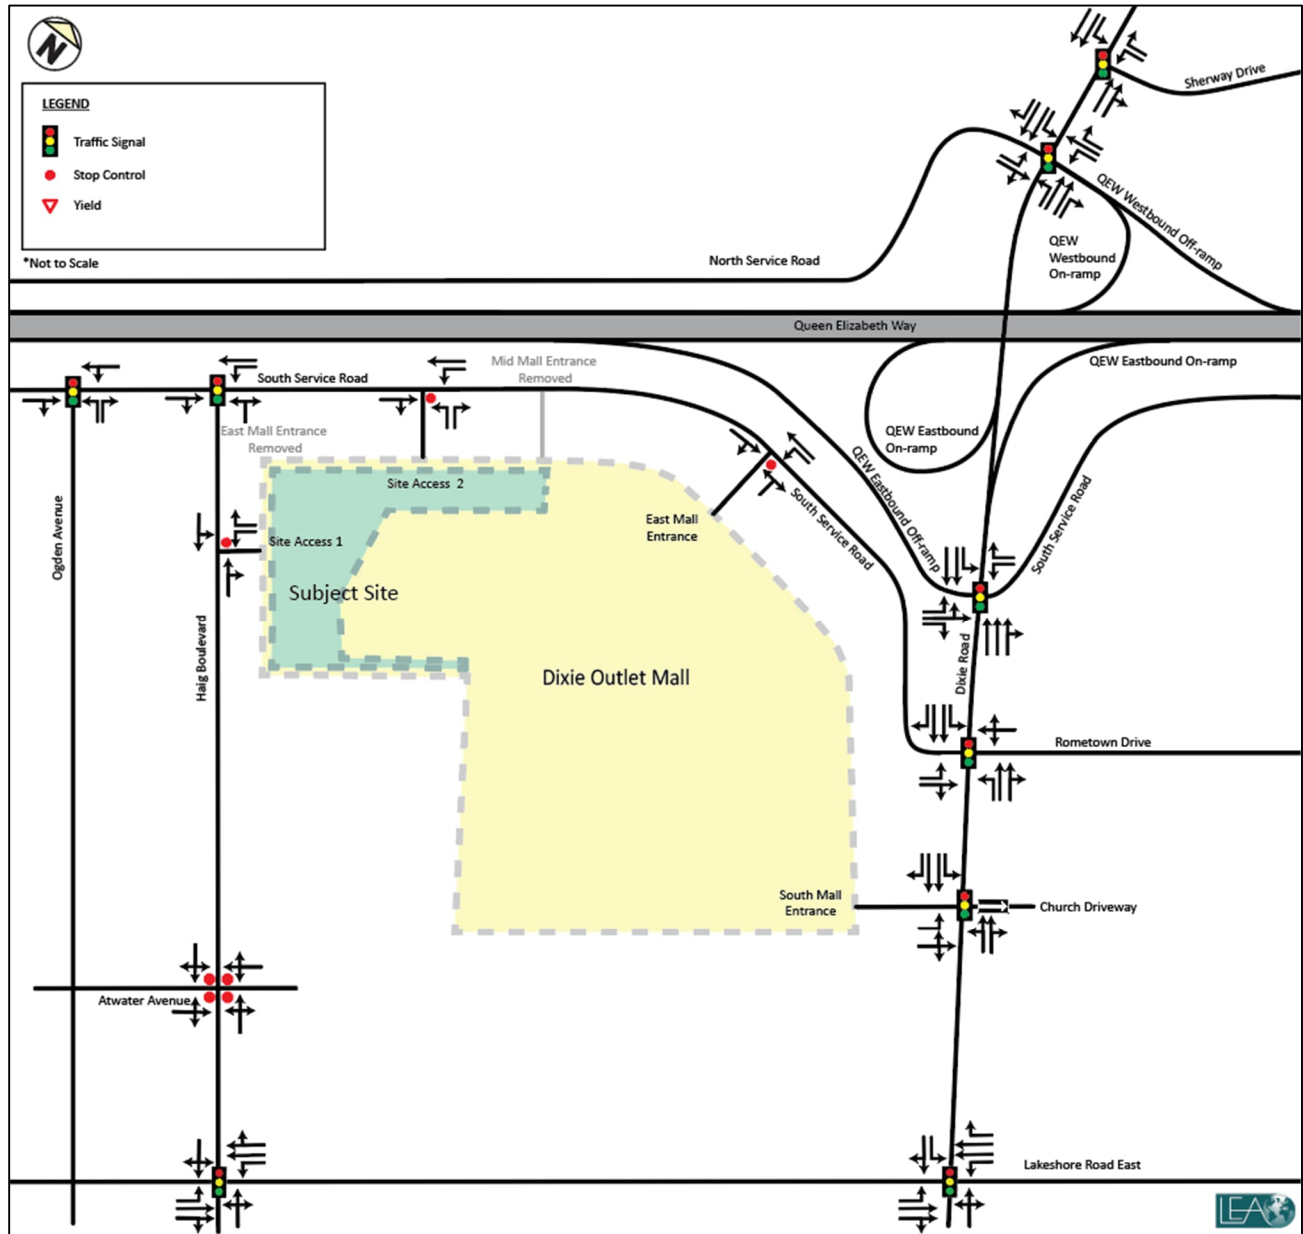 N
LEGEND
Traffic Signal
Stop Control
Yield
*Not to Scale
Sherway Drive
QEW Westbound Off-ramp
QEW
Westbound
On-ramp
North Service Road
Queen Elizabeth Way
South Service Road
Mid Mall Entrance
Removed
QEW Eastbound On-ramp
East Mall Entrance
Removed
QEW Eastbound
On-ramp
QEW Eastbound Off-ramp
Site Access 2
South Service Road
South Service Road
East Mall
Entrance
Ogden Avenue
Site Access 1
Subject Site
Haig Boulevard
Dixie Outlet Mall
Dixie Road
Rometown Drive
South Mall
Entrance
Church Driveway
Atwater Avenue
Lakeshore Road East
LEA